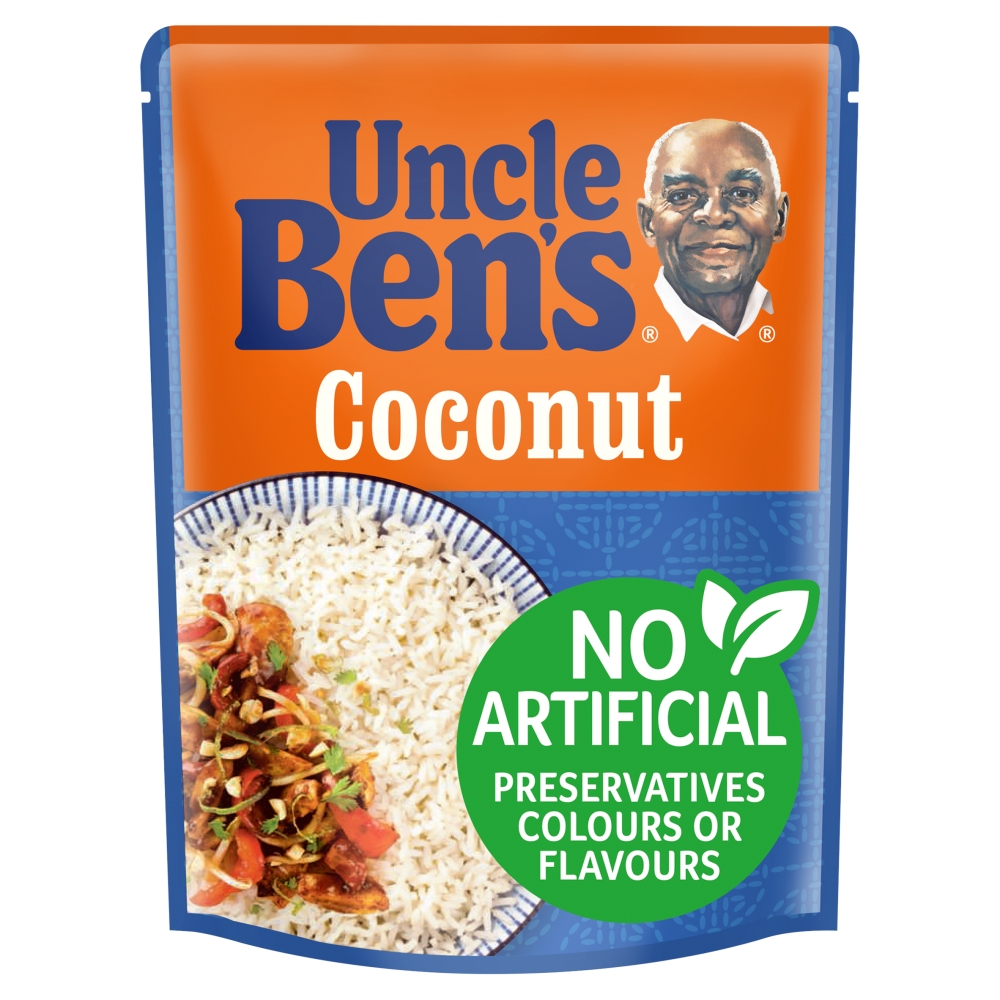 Uncle
Ben's
® ®
Coconut
NO
ARTIFICIAL
PRESERVATIVES
COLOURS OR
FLAVOURS